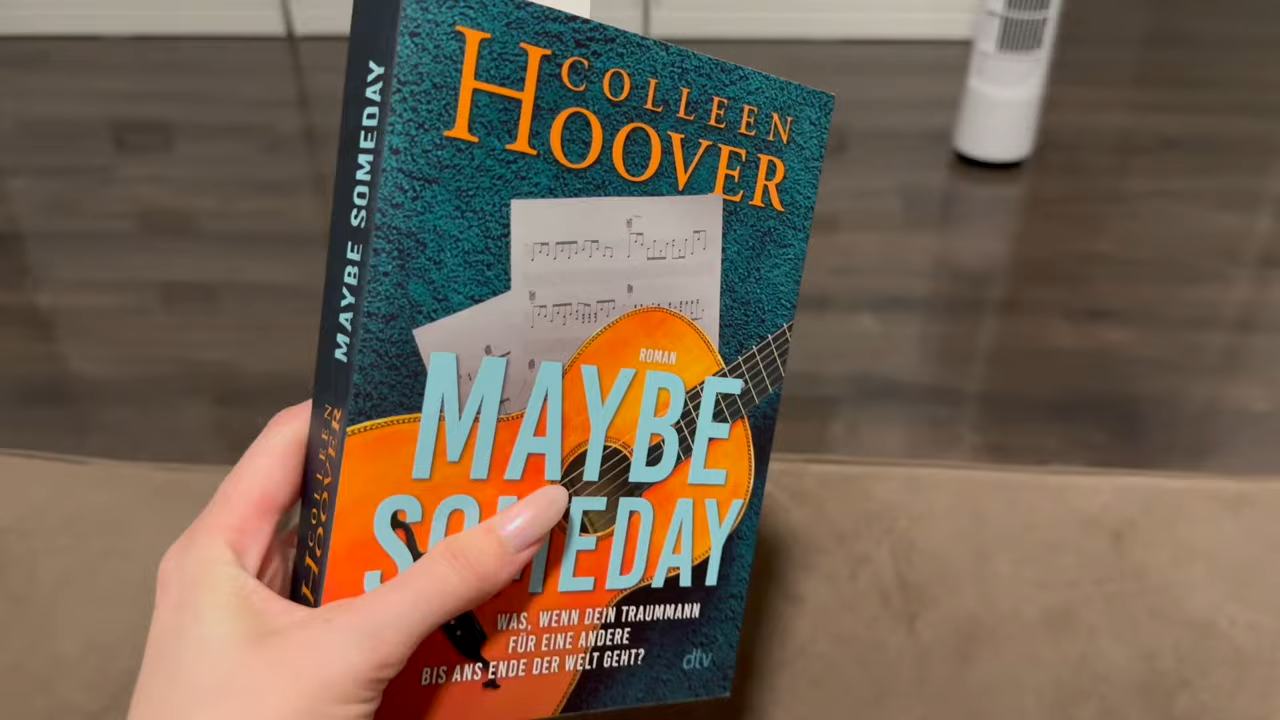 COLLEEN
HOOVER
ROMAN
MAYBE
SOMEDAY
WAS, WENN DEIN TRAUMMANN
FÜR EINE ANDERE
BIS ANS ENDE DER WELT GEHT?
dtv
MAYBE SOMEDAY
COLLEEN
HOOVER